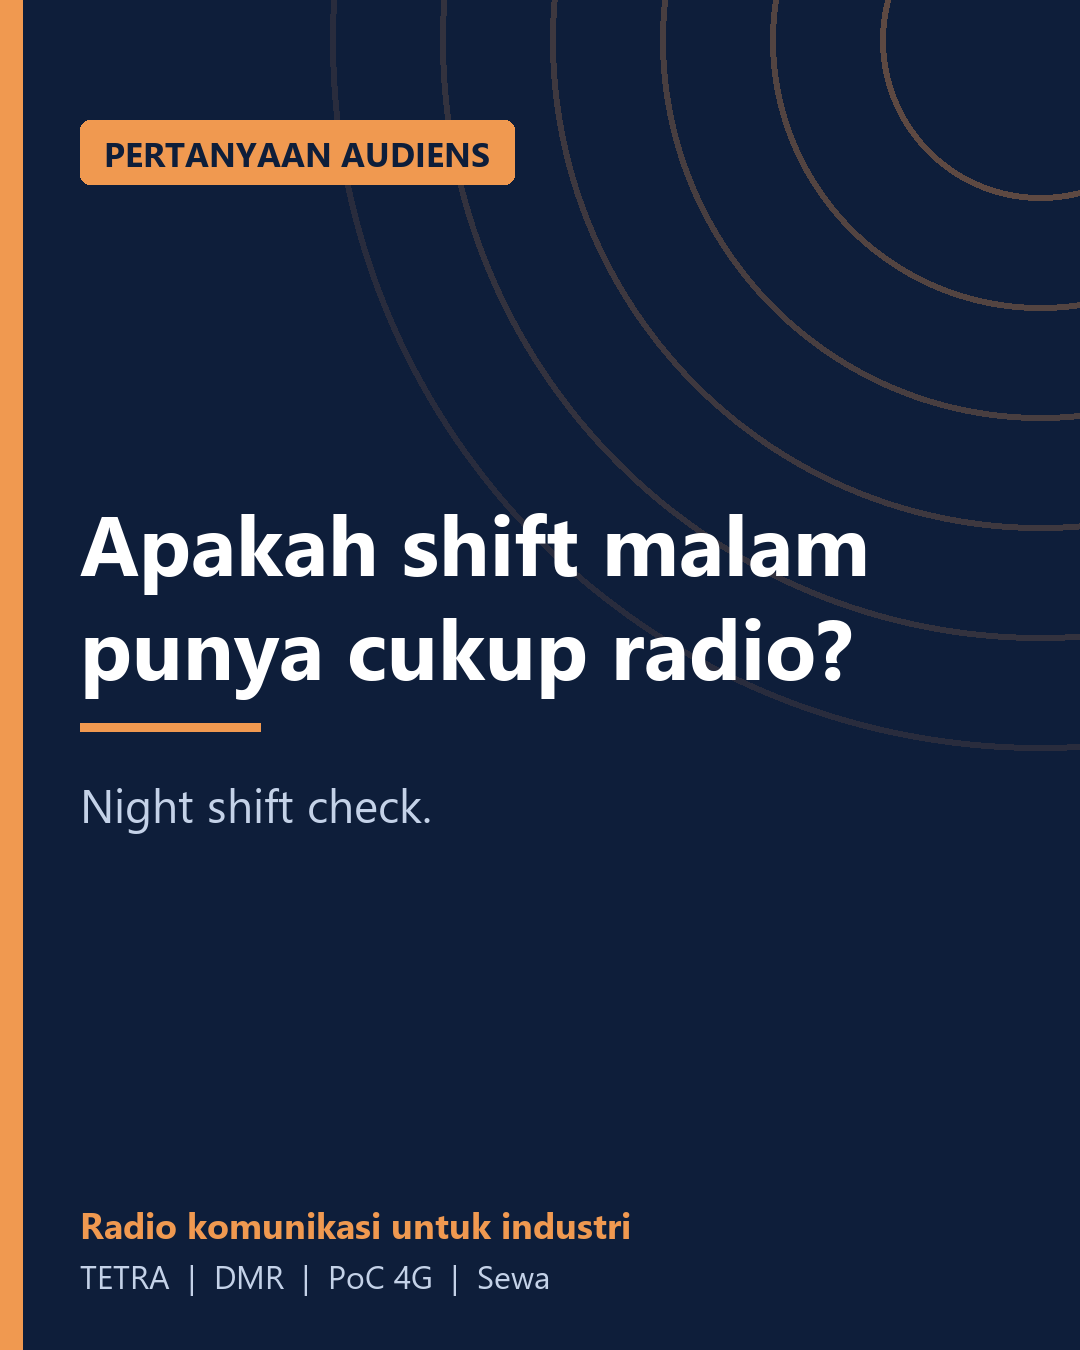 PERTANYAAN AUDIENS
Apakah shift malam
punya cukup radio?
Night shift check.
Radio komunikasi untuk industri
TETRA | DMR | PoC 4G | Sewa